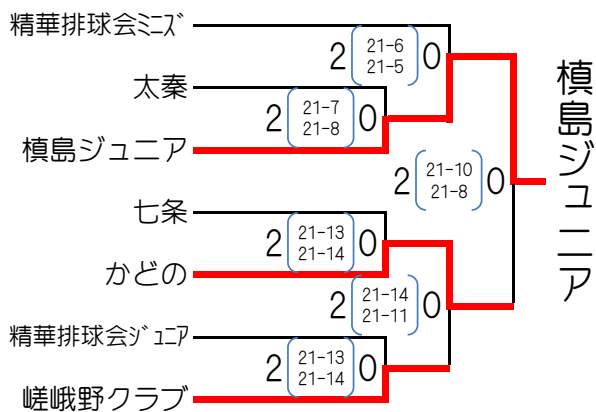 精華排球会ﾐﾆｽﾞ
2 21-6 0
21-5
太秦
2 21-7 0
21-8
槙島ジュニア
槙島ジュニア
2 21-10 0
21-8
七条
2 21-13 0
21-14
かどの
2 21-14 0
21-11
精華排球会ｼﾞｭﾆｱ
2 21-13 0
21-14
嵯峨野クラブ